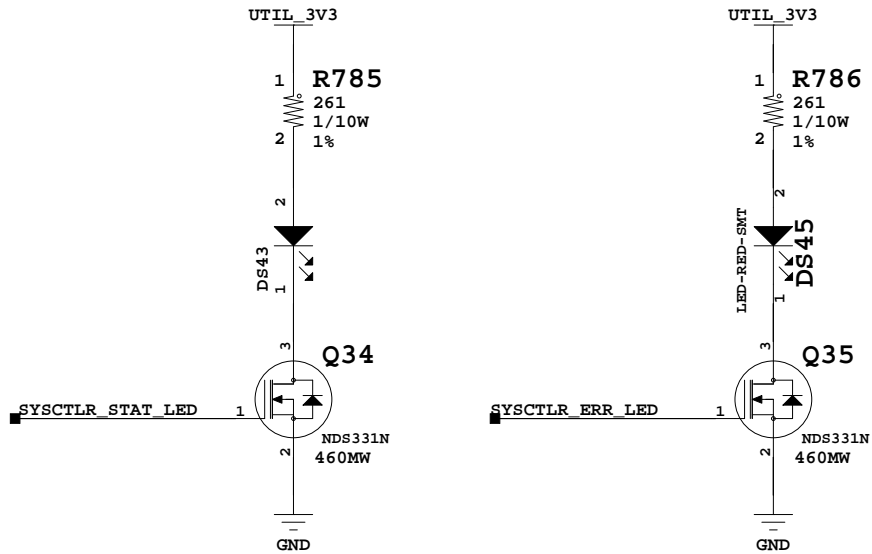 UTIL_3V3
1
R785
261
1/10W
1%
2
2
DS43
1
3
Q34
SYSCTLR_STAT_LED
1
NDS331N
460MW
2
GND
UTIL_3V3
1
R786
261
1/10W
1%
2
2
LED-RED-SMT
DS45
1
3
Q35
SYSCTLR_ERR_LED
1
NDS331N
460MW
2
GND